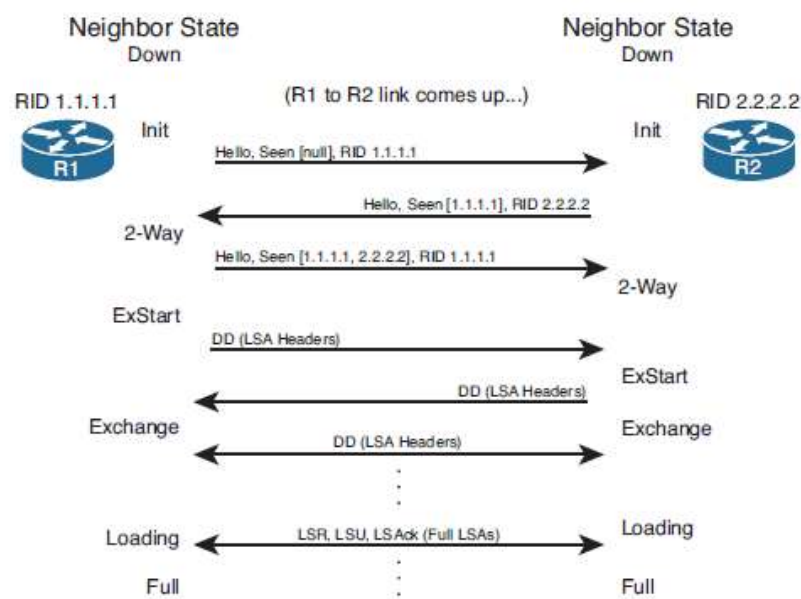 Neighbor State
Down
Neighbor State
Down
RID 1.1.1.1
(R1 to R2 link comes up...)
RID 2.2.2.2
R1
Init
Init
R2
Hello, Seen [null], RID 1.1.1.1
Hello, Seen [1.1.1.1], RID 2.2.2.2
2-Way
Hello, Seen [1.1.1.1, 2.2.2.2], RID 1.1.1.1
2-Way
ExStart
DD (LSA Headers)
ExStart
DD (LSA Headers)
Exchange
Exchange
DD (LSA Headers)
Loading
LSR, LSU, LSAck (Full LSAs)
Loading
Full
Full